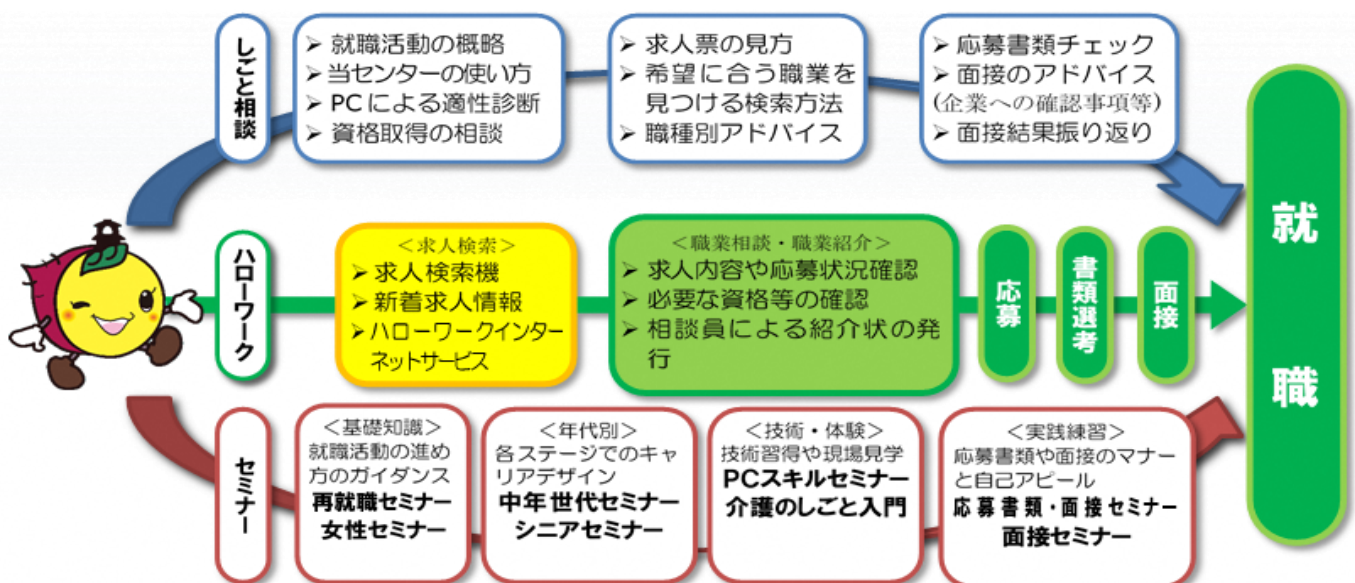 しごと相談
➢ 就職活動の概略
➢ 当センターの使い方
➢ PCによる適性診断
➢ 資格取得の相談
➢ 求人票の見方
➢ 希望に合う職業を
見つける検索方法
➢ 職種別アドバイス
➢ 応募書類チェック
➢ 面接のアドバイス
(企業への確認事項等)
➢ 面接結果振り返り
ハローワーク
＜求人検索＞
➢ 求人検索機
➢ 新着求人情報
➢ ハローワークインター
ネットサービス
＜職業相談・職業紹介＞
➢ 求人内容や応募状況確認
➢ 必要な資格等の確認
➢ 相談員による紹介状の発
行
応募
書類選考
面接
就職
セミナー
＜基礎知識＞
就職活動の進め
方のガイダンス
再就職セミナー
女性セミナー
＜年代別＞
各ステージでのキャ
リアデザイン
中年世代セミナー
シニアセミナー
＜技術・体験＞
技術習得や現場見学
PCスキルセミナー
介護のしごと入門
＜実践練習＞
応募書類や面接のマナー
と自己アピール
応募書類・面接セミナー
面接セミナー